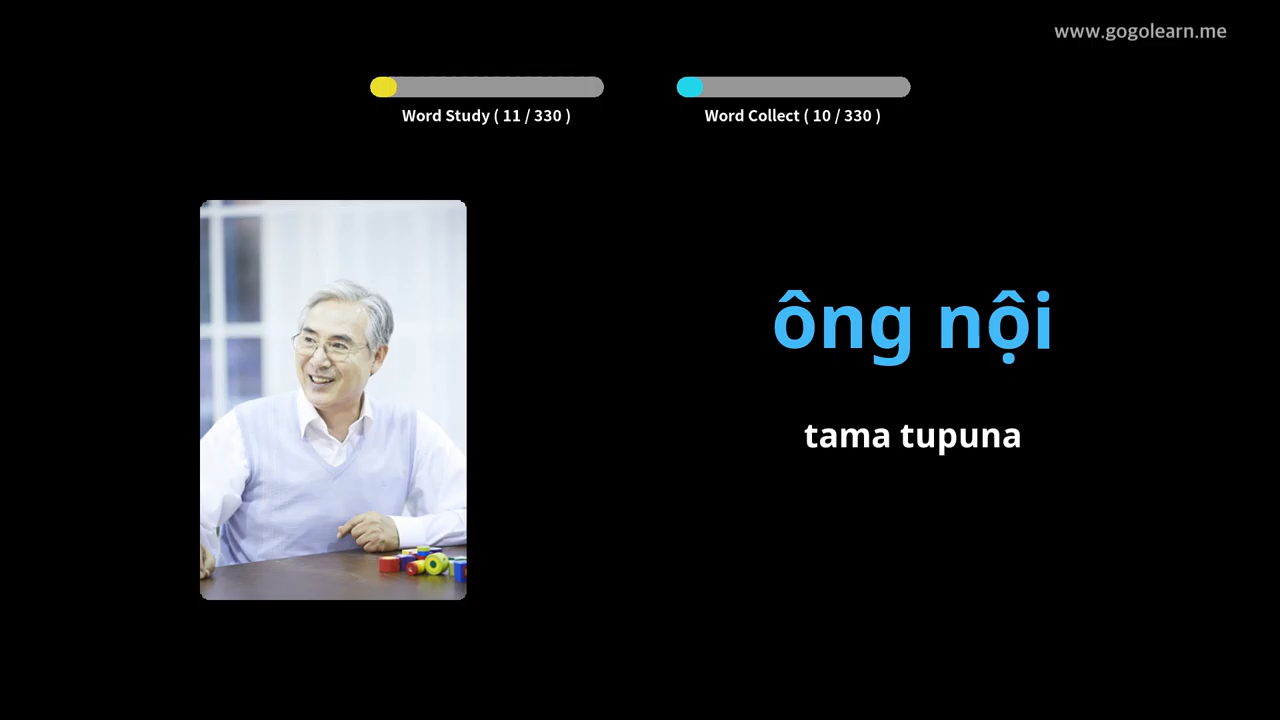 www.gogolearn.me
Word Study ( 11 / 330 )
Word Collect ( 10 / 330 )
ông nội
tama tupuna